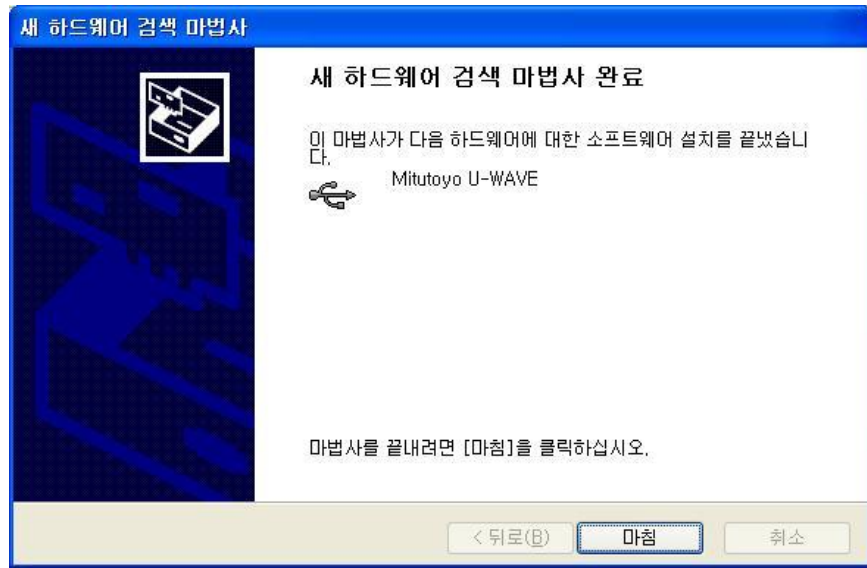 새 하드웨어 검색 마법사
새 하드웨어 검색 마법사 완료
이 마법사가 다음 하드웨어에 대한 소프트웨어 설치를 끝냈습니
다.
Mitutoyo U-WAVE
마법사를 끝내려면 [마침]을 클릭하십시오.
< 뒤로(B) 마침 취소